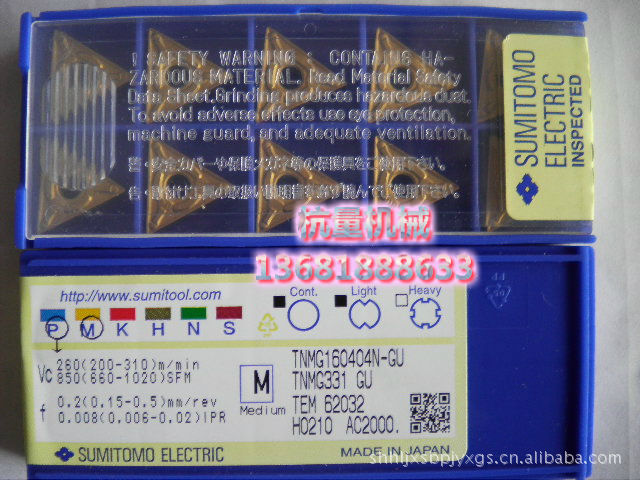 ! SAFETY WARNING : CONTAINS HA-
ZARDOUS MATERIAL. Read Material Safety
Data Sheet. Grinding produces hazardous dust.
To avoid adverse effects use eye protection,
machine guard, and adequate ventilation.
SUMITOMO
ELECTRIC
INSPECTED
杭量机械
13681888633
http://www.sumitool.com
Cont. Light Heavy
P M K H N S
Vc 260(200-310)m/min
850(660-1020)SFM
f 0.2(0.15-0.5)mm/rev
0.008(0.006-0.02)IPR
M
Medium
TNMG160404N-GU
TNMG331 GU
TEM 62032
H0210 AC2000.
SUMITOMO ELECTRIC
MADE IN JAPAN
shhljxsbpjyxgs.cn.alibaba.com